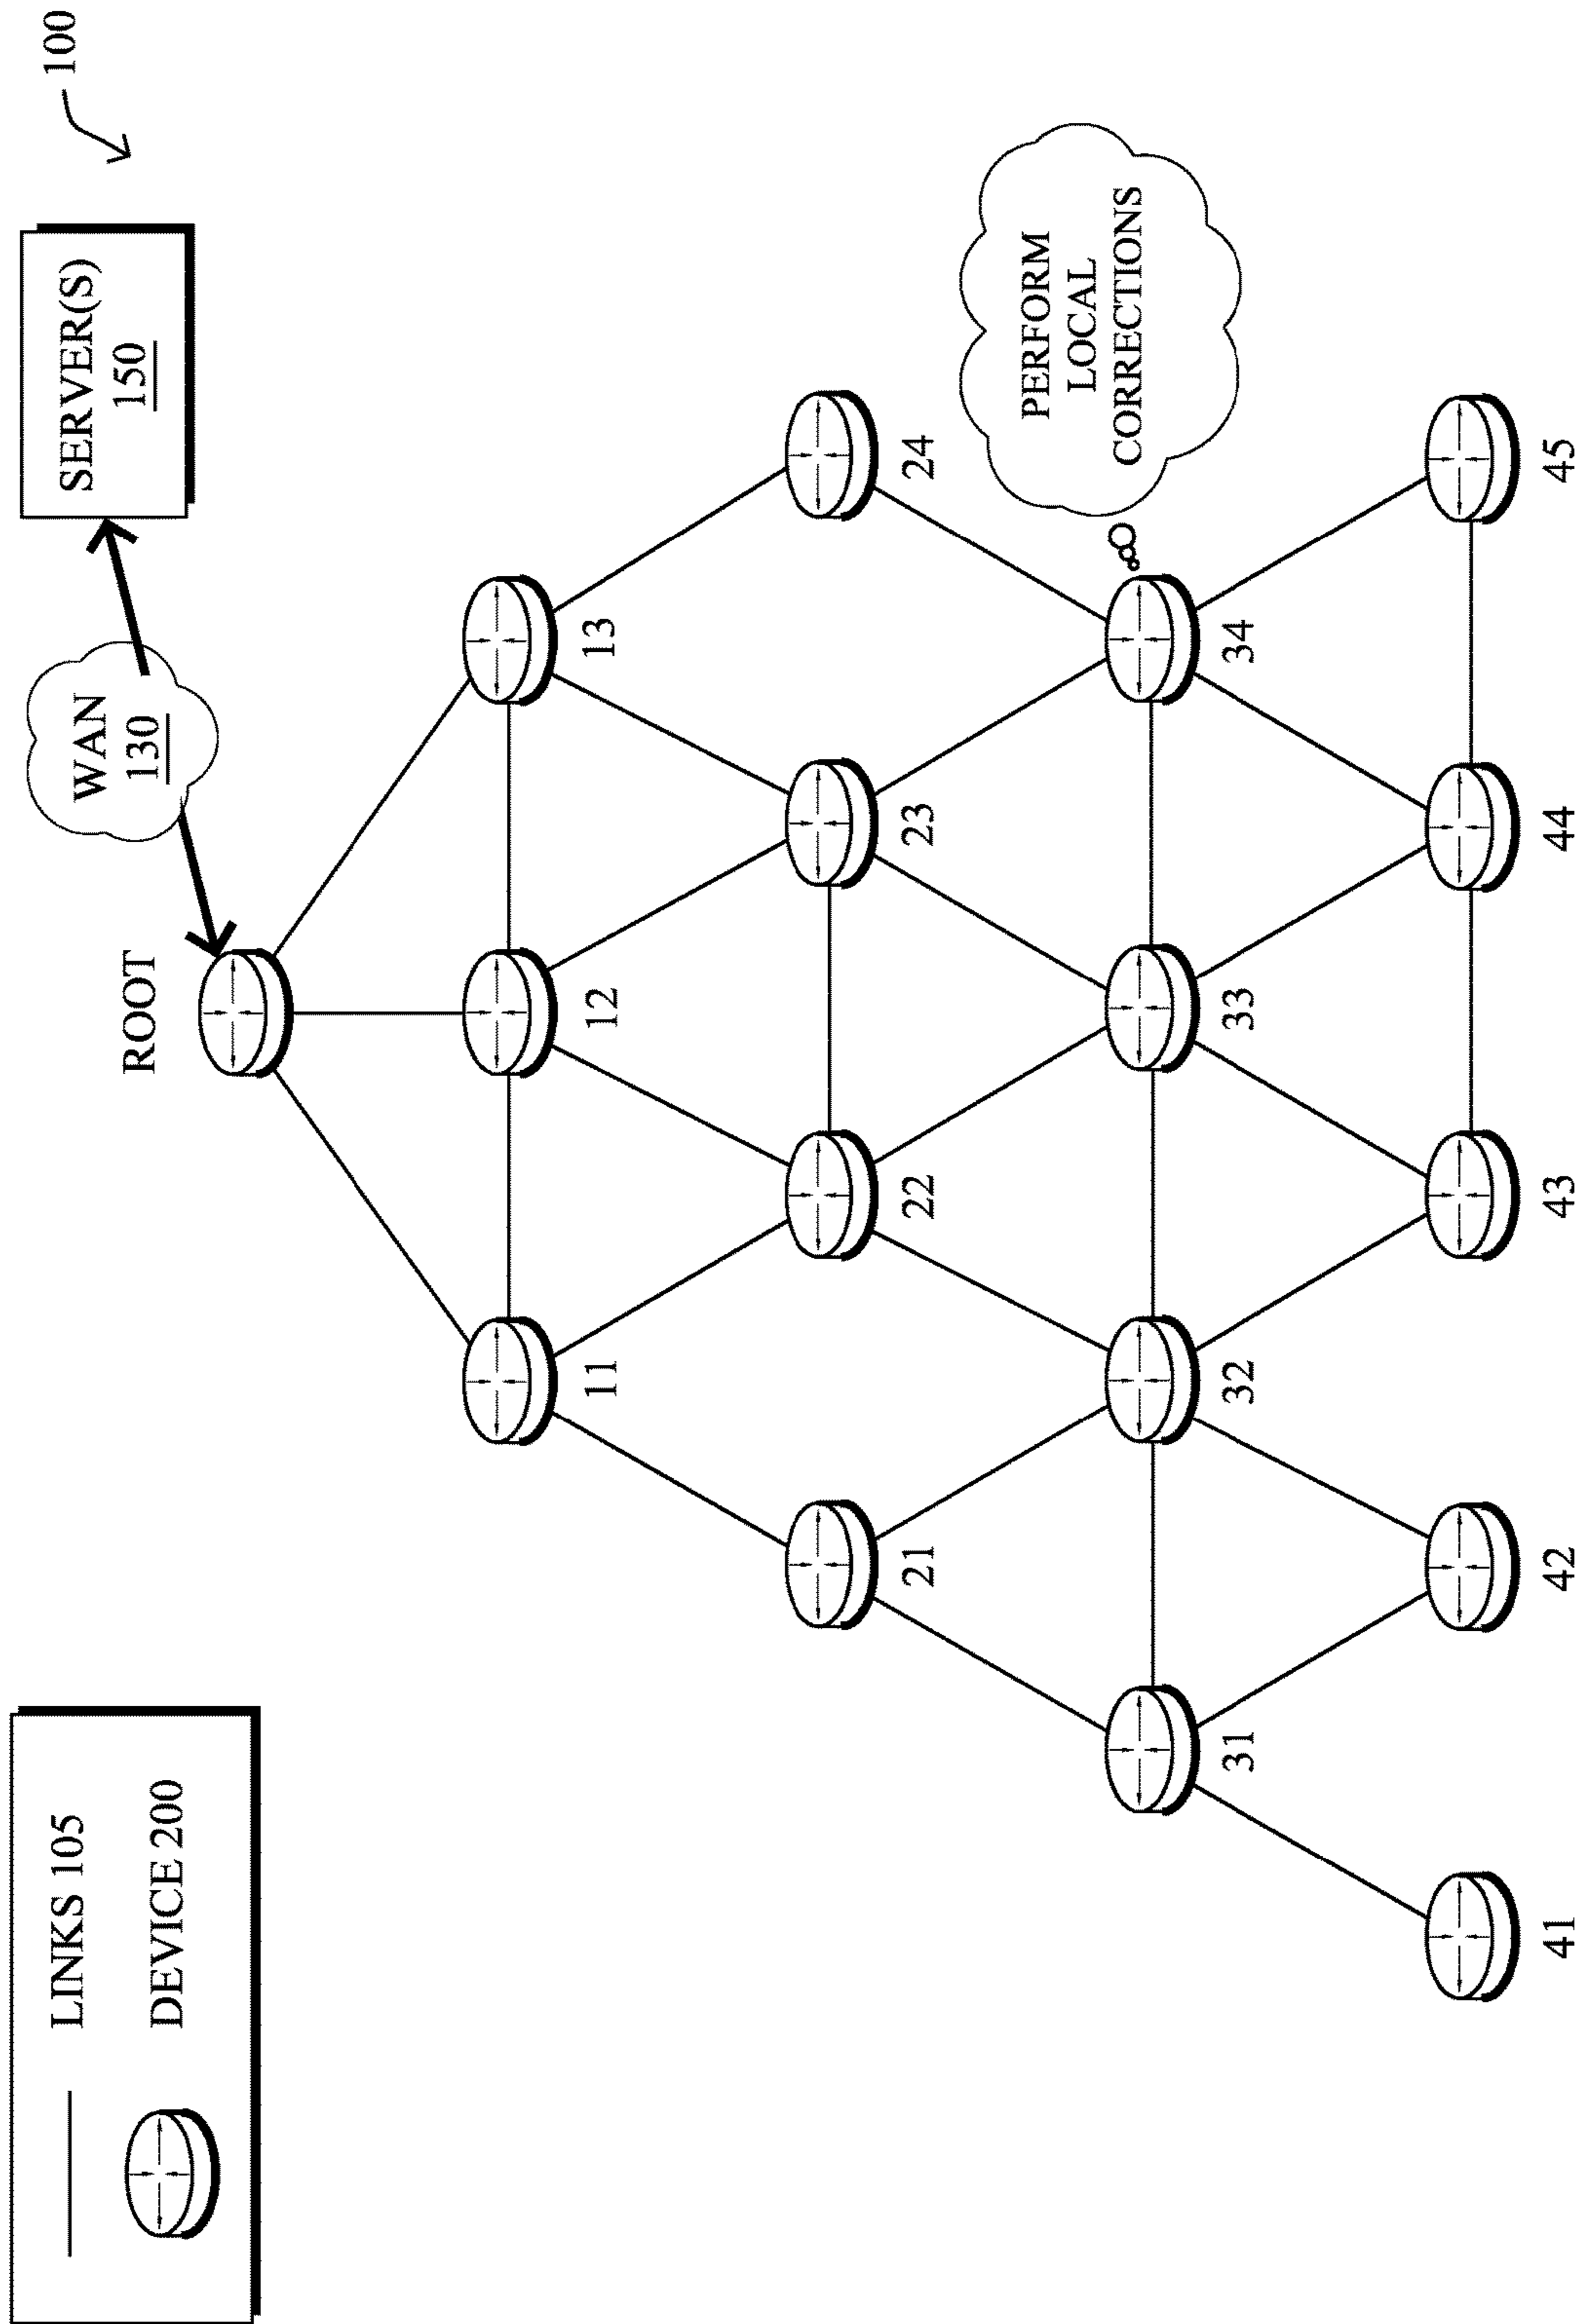 LINKS 105
DEVICE 200
WAN
130
SERVER(S)
150
100
ROOT
11
12
13
21
22
23
24
PERFORM
LOCAL
CORRECTIONS
31
32
33
34
41
42
43
44
45